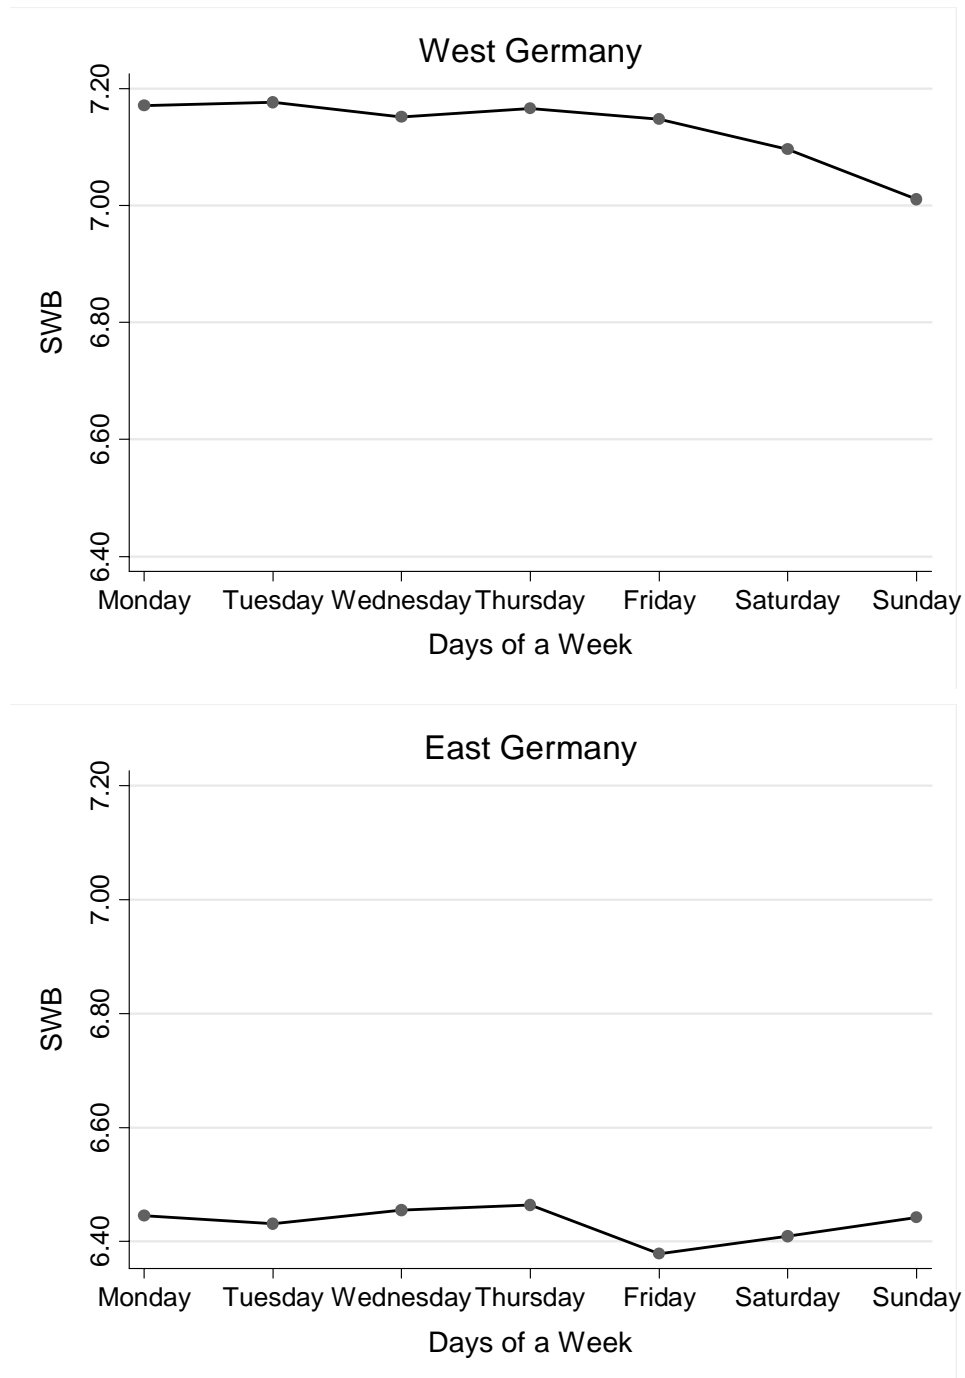 West Germany
7.20
7.00
6.80
6.60
6.40
SWB
Monday Tuesday Wednesday Thursday Friday Saturday Sunday
Days of a Week
East Germany
7.20
7.00
6.80
6.60
6.40
SWB
Monday Tuesday Wednesday Thursday Friday Saturday Sunday
Days of a Week